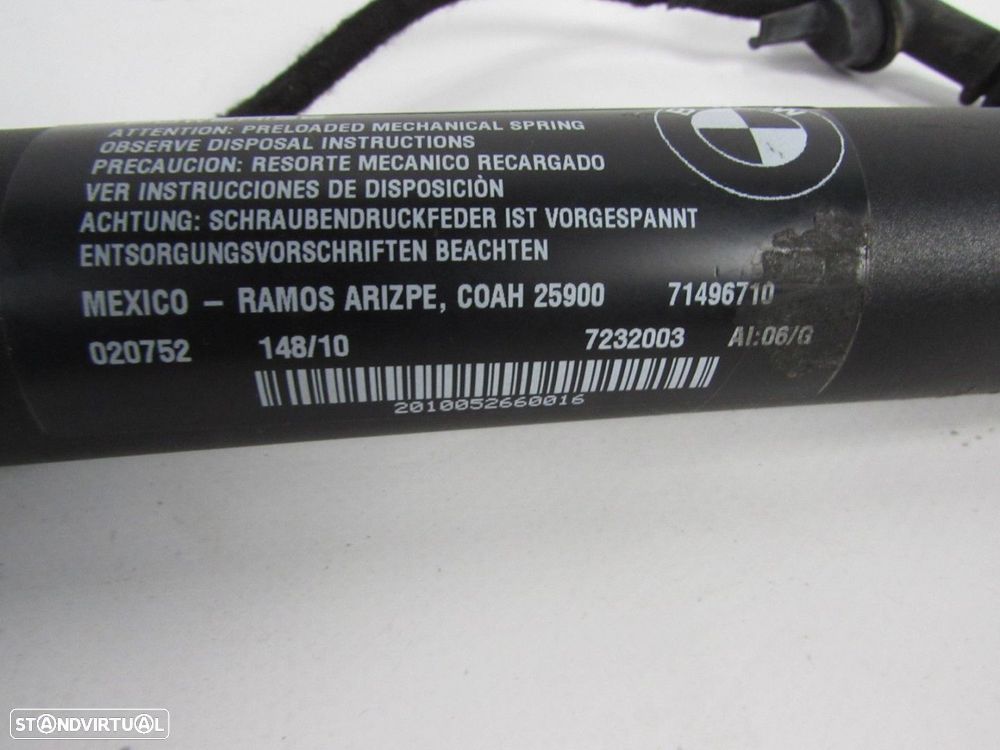 ATTENTION: PRELOADED MECHANICAL SPRING
OBSERVE DISPOSAL INSTRUCTIONS
PRECAUCION: RESORTE MECANICO RECARGADO
VER INSTRUCCIONES DE DISPOSICIÒN
ACHTUNG: SCHRAUBENDRUCKFEDER IST VORGESPANNT
ENTSORGUNGSVORSCHRIFTEN BEACHTEN
MEXICO – RAMOS ARIZPE, COAH 25900 71496710
020752 148/10 7232003 AI:06/G
2010052660016
STANDVIRTUAL